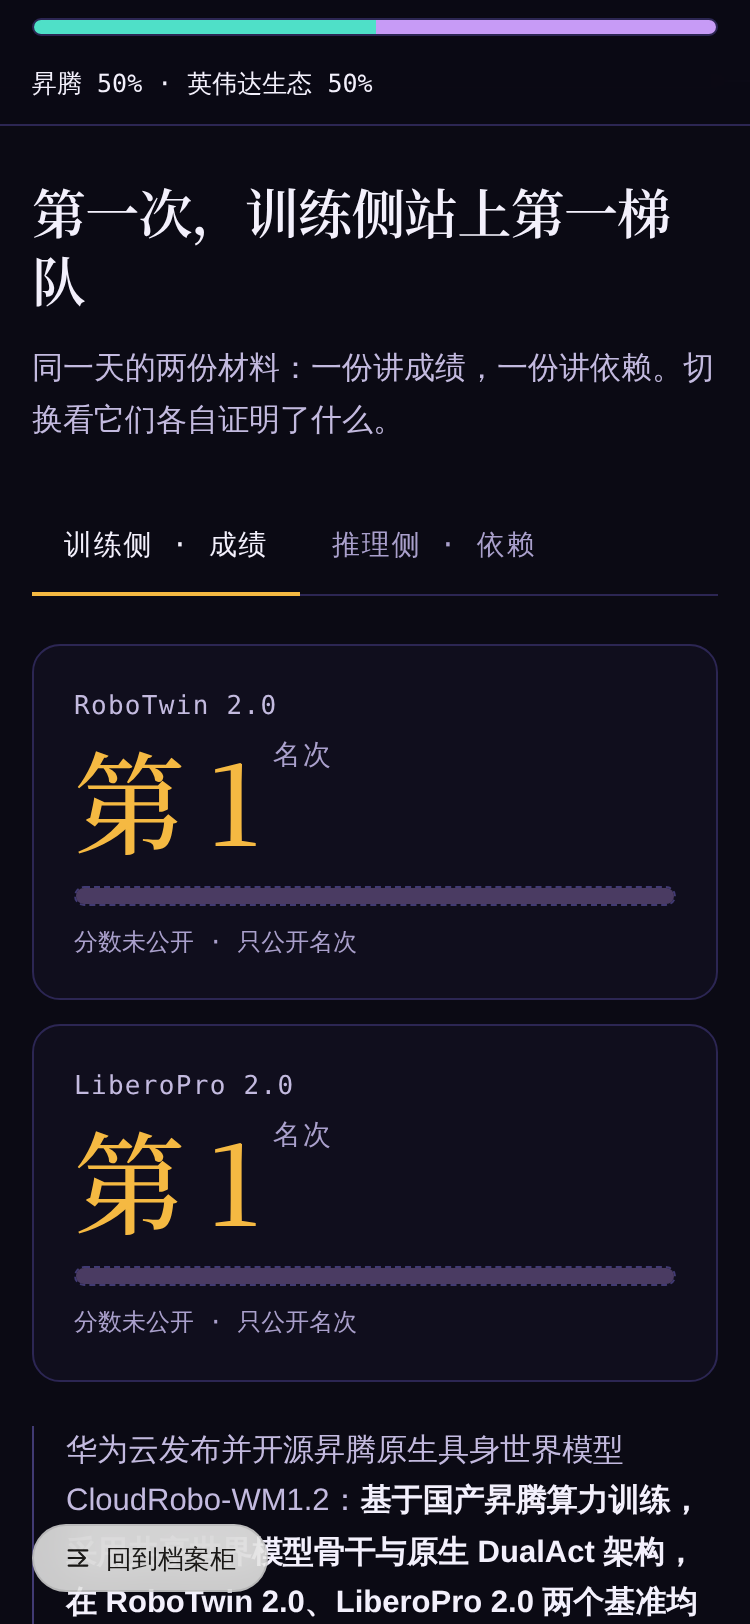 昇腾 50% · 英伟达生态 50%
第一次，训练侧站上第一梯
队
同一天的两份材料：一份讲成绩，一份讲依赖。切
换看它们各自证明了什么。
训练侧 · 成绩
推理侧 · 依赖
RoboTwin 2.0
第 1 名次
分数未公开 · 只公开名次
LiberoPro 2.0
第 1 名次
分数未公开 · 只公开名次
华为云发布并开源昇腾原生具身世界模型
CloudRobo-WM1.2：基于国产昇腾算力训练，
模型骨干与原生 DualAct 架构，
回到档案柜
在 RoboTwin 2.0、LiberoPro 2.0 两个基准均